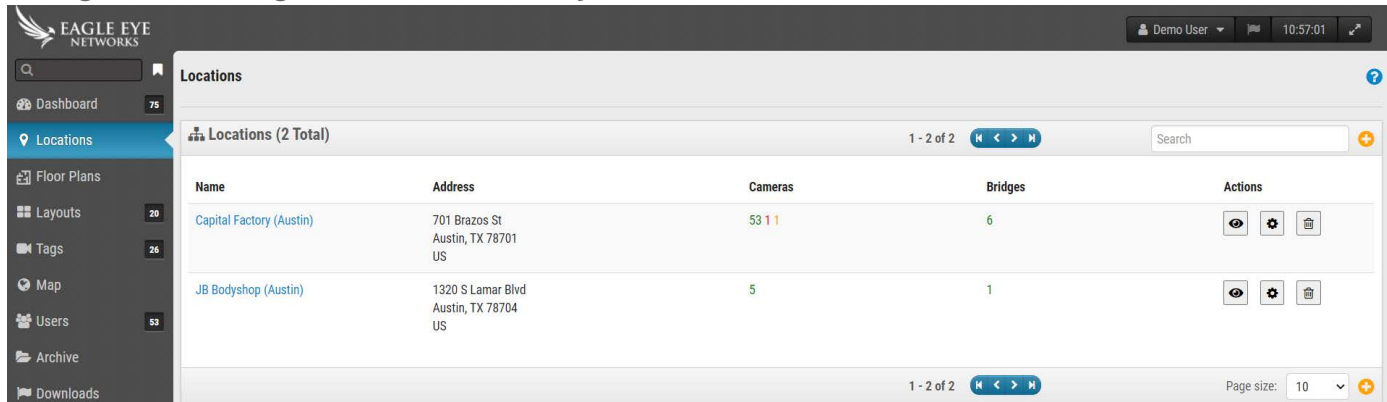 EAGLE EYE
NETWORKS
Demo User
10:57:01
Locations
Dashboard 75
Locations
Floor Plans
Layouts 20
Tags 26
Map
Users 53
Archive
Downloads
Locations (2 Total) 1 - 2 of 2 Search
Name Address Cameras Bridges Actions
Capital Factory (Austin) 701 Brazos St 53 1 1 6
Austin, TX 78701
US
JB Bodyshop (Austin) 1320 S Lamar Blvd 5 1
Austin, TX 78704
US
1 - 2 of 2 Page size: 10